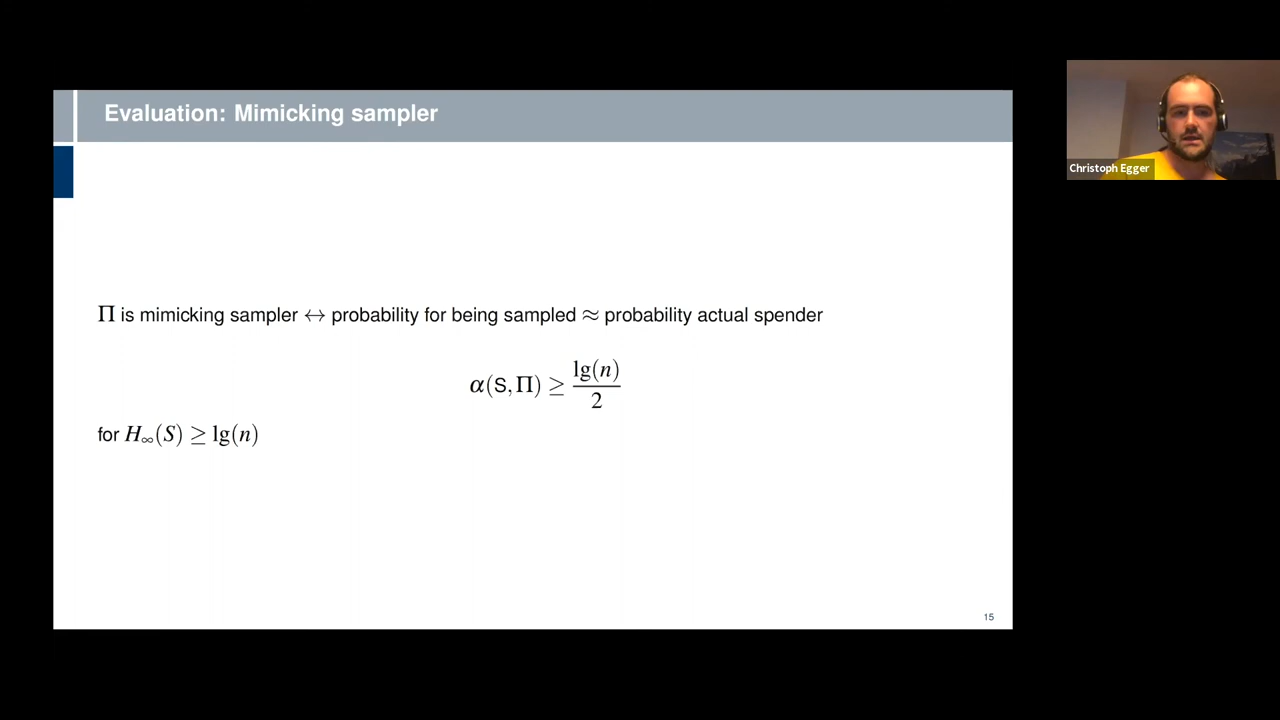 Evaluation: Mimicking sampler
Christoph Egger
Π is mimicking sampler ↔ probability for being sampled ≈ probability actual spender
α(S, Π) ≥ lg(n) / 2
for H∞(S) ≥ lg(n)
15